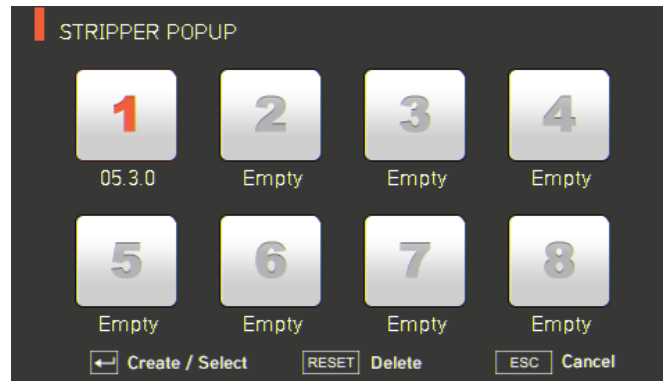 STRIPPER POPUP
1 2 3 4
05.3.0 Empty Empty Empty
5 6 7 8
Empty Empty Empty Empty
Create / Select RESET Delete ESC Cancel